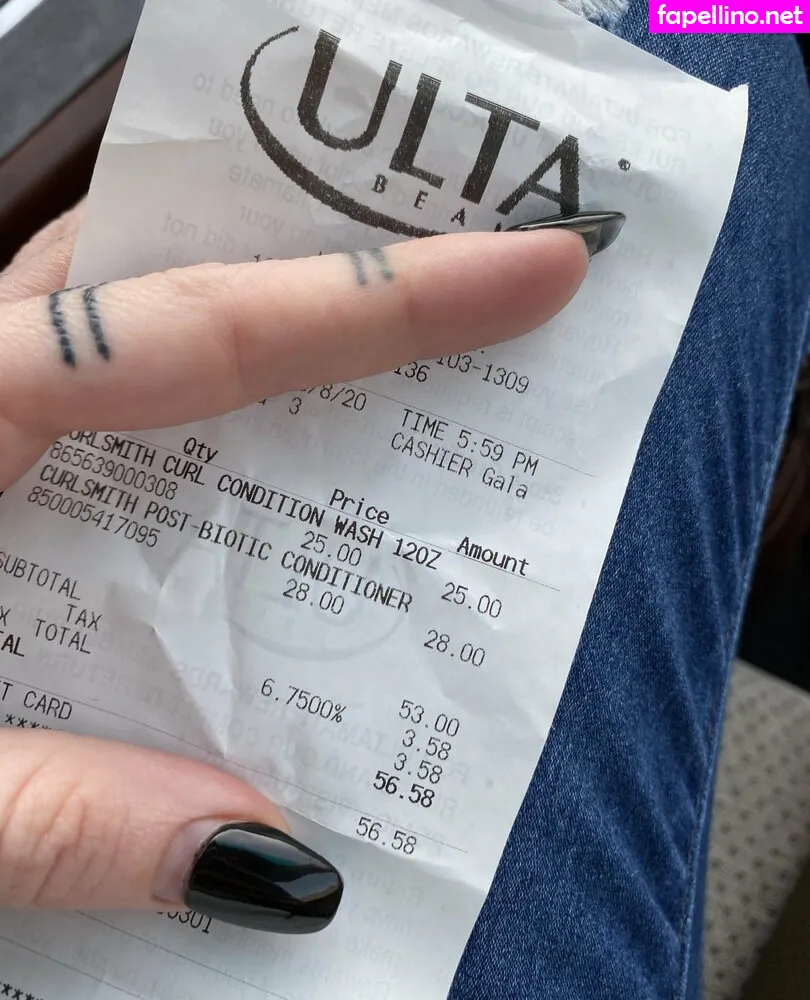 fapellino.net
ULTA
BEA
103-1309
136
/8/20 TIME 5:59 PM
3 CASHIER Gala
Qty Price Amount
CURLSMITH CURL CONDITION WASH 12OZ
865639000308 25.00 25.00
CURLSMITH POST-BIOTIC CONDITIONER
850005417095 28.00 28.00
SUBTOTAL 53.00
TAX 6.7500% 3.58
X TOTAL 3.58
AL 56.58
T CARD 56.58
****